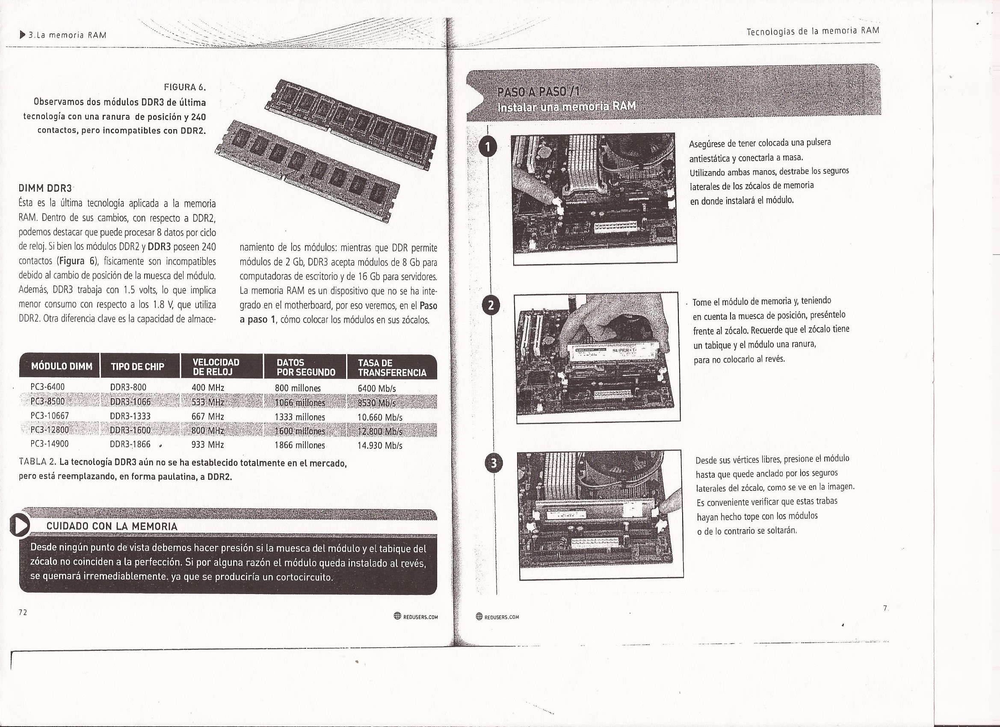 3.La memoria RAM
FIGURA 6.
Observamos dos módulos DDR3 de última
tecnología con una ranura de posición y 240
contactos, pero incompatibles con DDR2.
DIMM DDR3
Ésta es la última tecnología aplicada a la memoria
RAM. Dentro de sus cambios, con respecto a DDR2,
podemos destacar que puede procesar 8 datos por ciclo
de reloj. Si bien los módulos DDR2 y DDR3 poseen 240
contactos (Figura 6), físicamente son incompatibles
debido al cambio de posición de la muesca del módulo.
Además, DDR3 trabaja con 1.5 volts, lo que implica
menor consumo con respecto a los 1.8 V, que utiliza
DDR2. Otra diferencia clave es la capacidad de almace-
namiento de los módulos: mientras que DDR permite
módulos de 2 Gb, DDR3 acepta módulos de 8 Gb para
computadoras de escritorio y de 16 Gb para servidores.
La memoria RAM es un dispositivo que no se ha inte-
grado en el motherboard, por eso veremos, en el Paso
a paso 1, cómo colocar los módulos en sus zócalos.
MÓDULO DIMM TIPO DE CHIP VELOCIDAD DE RELOJ DATOS POR SEGUNDO TASA DE TRANSFERENCIA
PC3-6400 DDR3-800 400 MHz 800 millones 6400 Mb/s
PC3-8500 DDR3-1066 533 MHz 1066 millones 8530 Mb/s
PC3-10667 DDR3-1333 667 MHz 1333 millones 10.660 Mb/s
PC3-12800 DDR3-1600 800 MHz 1600 millones 12.800 Mb/s
PC3-14900 DDR3-1866 933 MHz 1866 millones 14.930 Mb/s
TABLA 2. La tecnología DDR3 aún no se ha establecido totalmente en el mercado,
pero está reemplazando, en forma paulatina, a DDR2.
CUIDADO CON LA MEMORIA
Desde ningún punto de vista debemos hacer presión si la muesca del módulo y el tabique del
zócalo no coinciden a la perfección. Si por alguna razón el módulo queda instalado al revés,
se quemará irremediablemente. ya que se produciría un cortocircuito.
72
REDUSERS.COM
Tecnologías de la memoria RAM
PASO A PASO /1
Instalar una memoria RAM
1
Asegúrese de tener colocada una pulsera
antiestática y conectarla a masa.
Utilizando ambas manos, destrabe los seguros
laterales de los zócalos de memoria
en donde instalará el módulo.
2
Tome el módulo de memoria y, teniendo
en cuenta la muesca de posición, preséntelo
frente al zócalo. Recuerde que el zócalo tiene
un tabique y el módulo una ranura,
para no colocarlo al revés.
3
Desde sus vértices libres, presione el módulo
hasta que quede anclado por los seguros
laterales del zócalo, como se ve en la imagen.
Es conveniente verificar que estas trabas
hayan hecho tope con los módulos
o de lo contrario se soltarán.
REDUSERS.COM
7